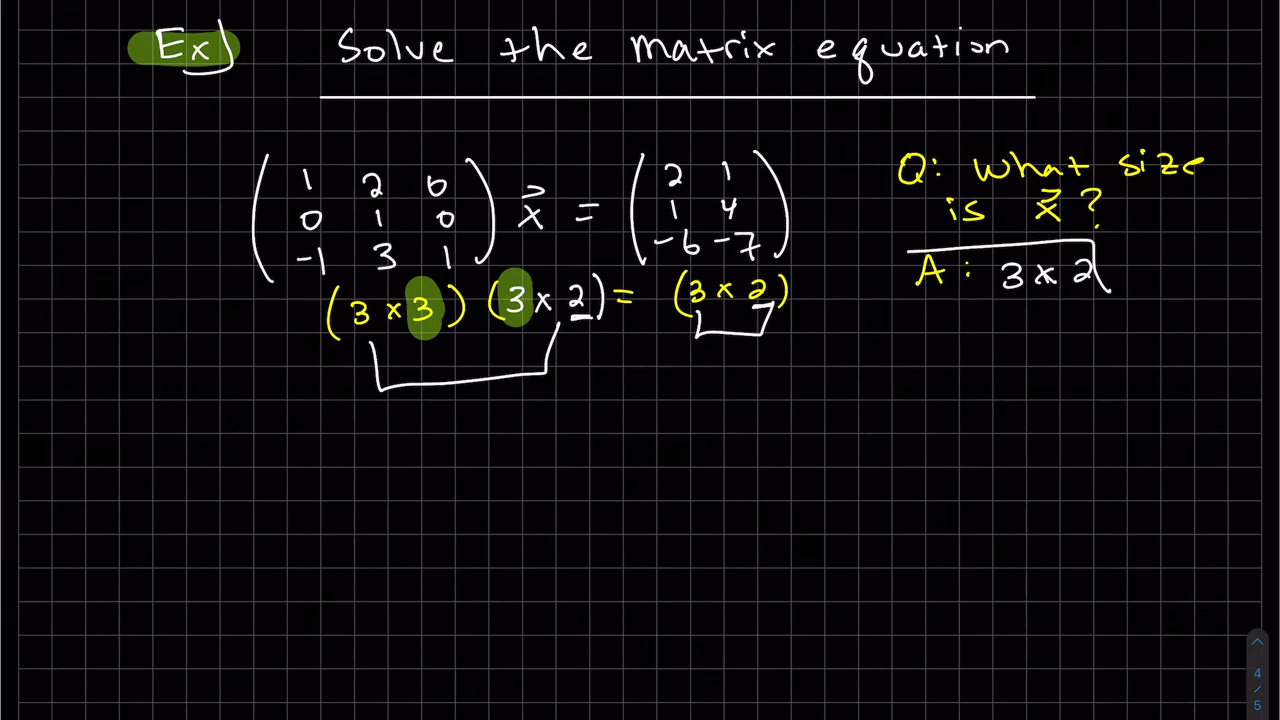 Ex) Solve the matrix equation
1 2 0
0 1 0
-1 3 1
x⃗ =
2 1
1 4
-6 -7
(3 × 3) (3 × 2) = (3 × 2)
Q: What size
is x⃗ ?
A: 3 × 2
4
/
5